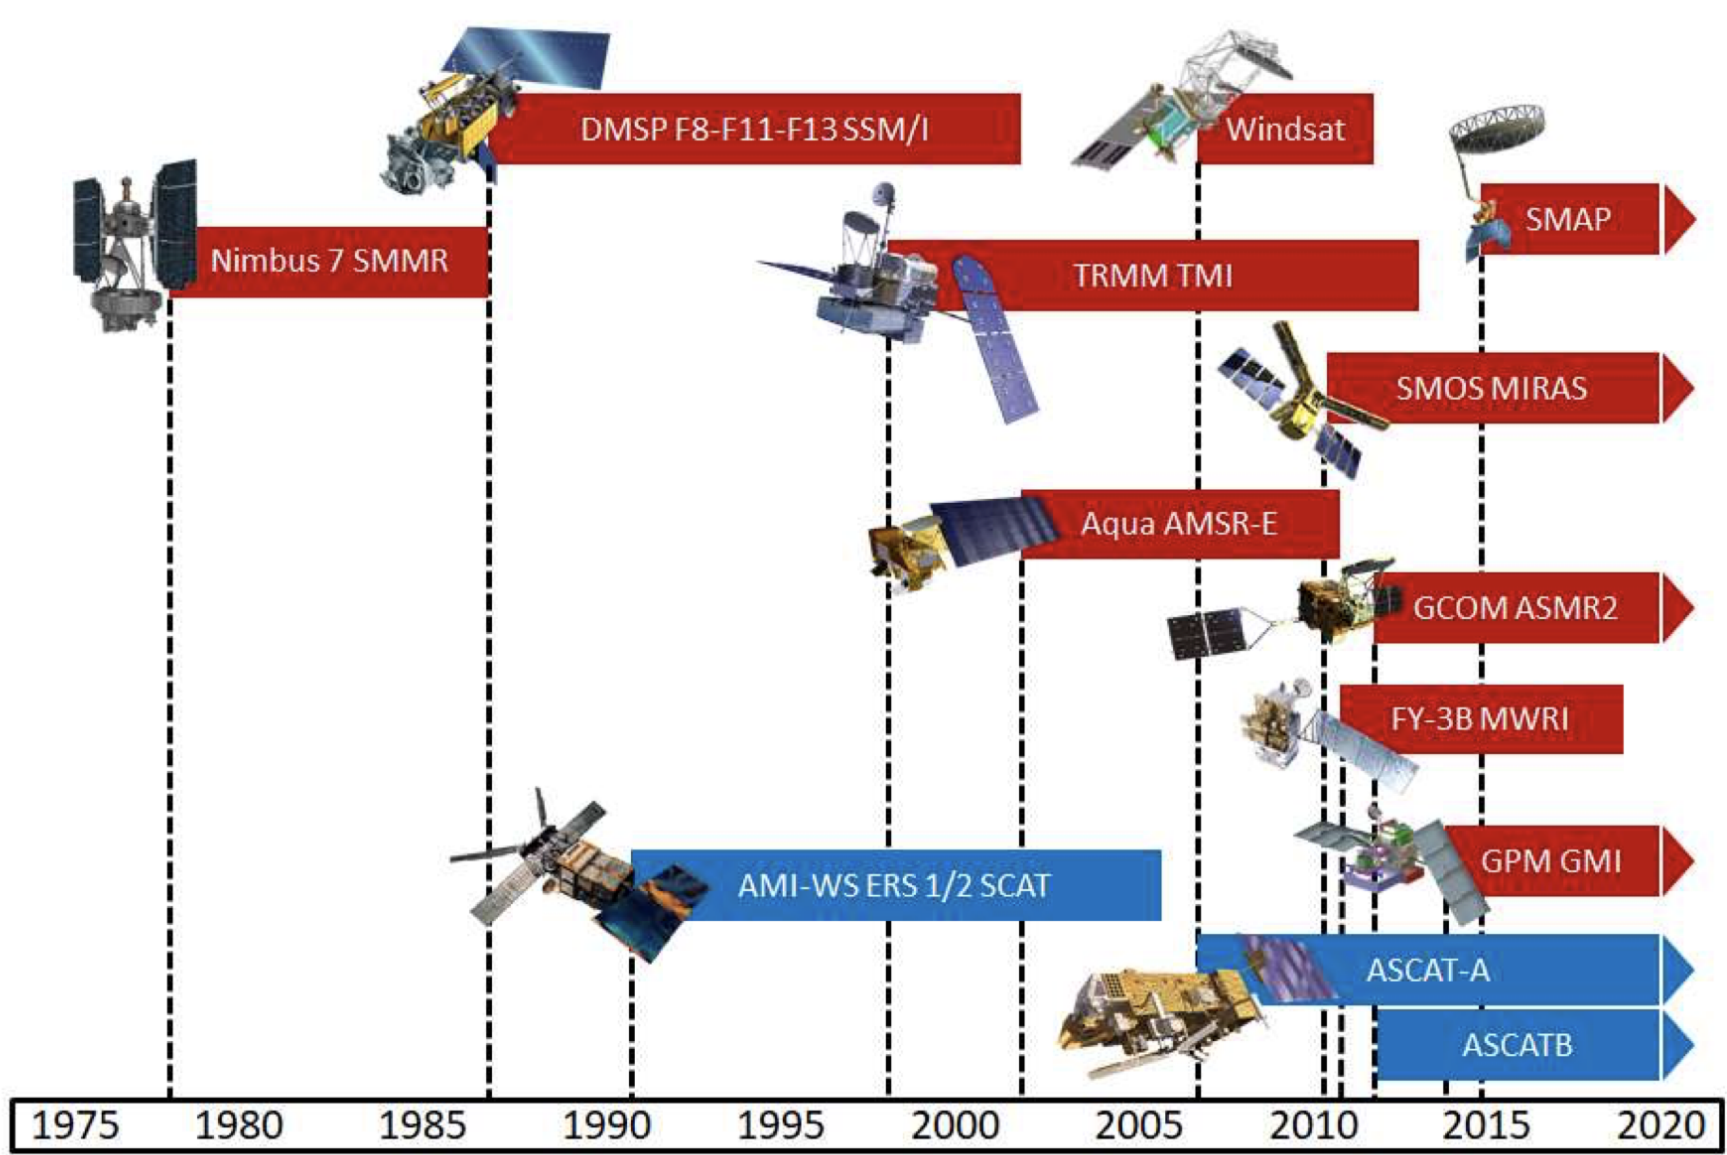 DMSP F8-F11-F13 SSM/I
Windsat
SMAP
Nimbus 7 SMMR
TRMM TMI
SMOS MIRAS
Aqua AMSR-E
GCOM ASMR2
FY-3B MWRI
GPM GMI
AMI-WS ERS 1/2 SCAT
ASCAT-A
ASCATB
1975 1980 1985 1990 1995 2000 2005 2010 2015 2020